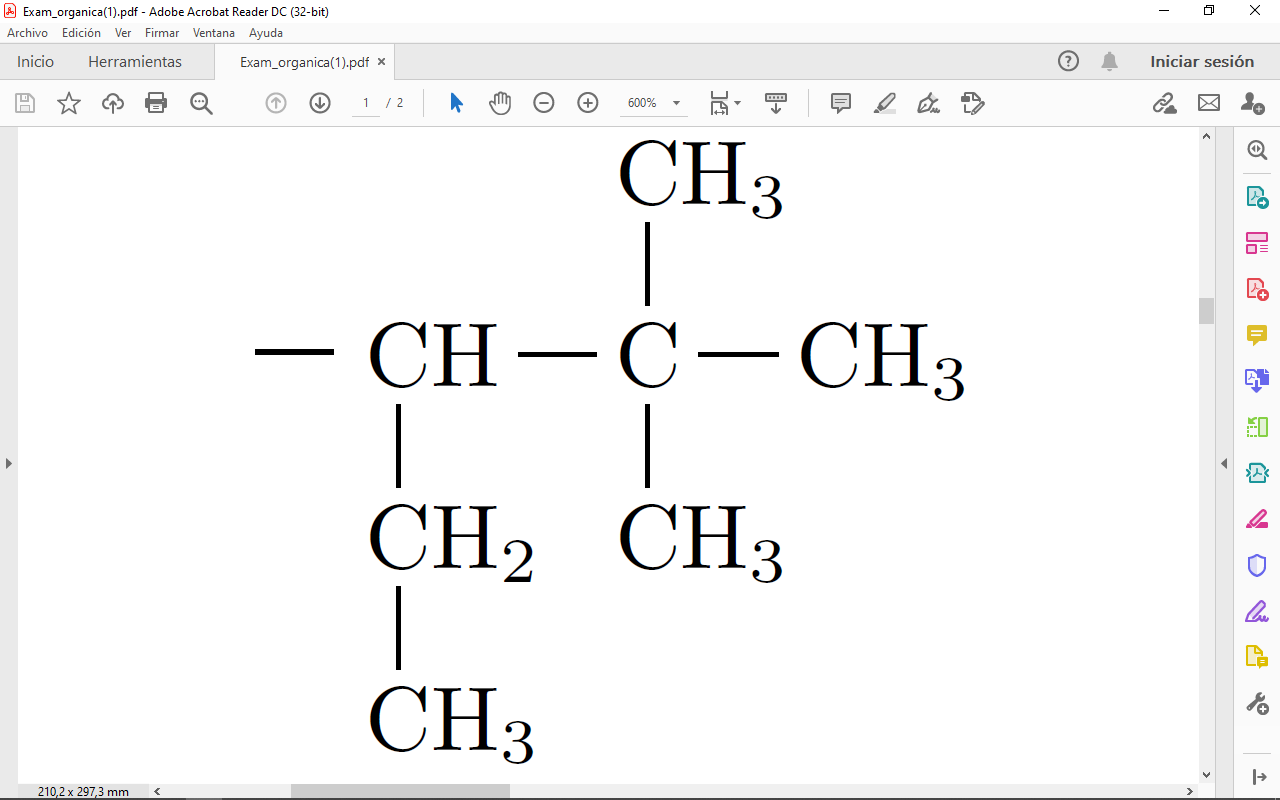 Exam_organica(1).pdf - Adobe Acrobat Reader DC (32-bit)
Archivo Edición Ver Firmar Ventana Ayuda
Inicio Herramientas Exam_organica(1).pdf × Iniciar sesión
1 / 2 600%
CH₃
— CH — C — CH₃
CH₂ CH₃
CH₃
210,2 x 297,3 mm